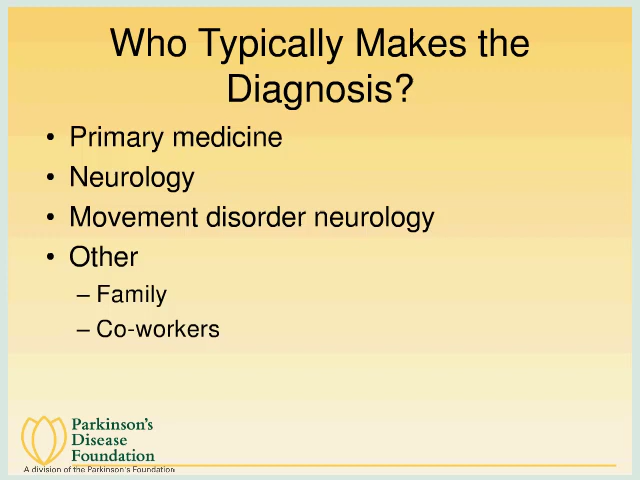 Who Typically Makes the
Diagnosis?
• Primary medicine
• Neurology
• Movement disorder neurology
• Other
– Family
– Co-workers
Parkinson's
Disease
Foundation
A division of the Parkinson's Foundation